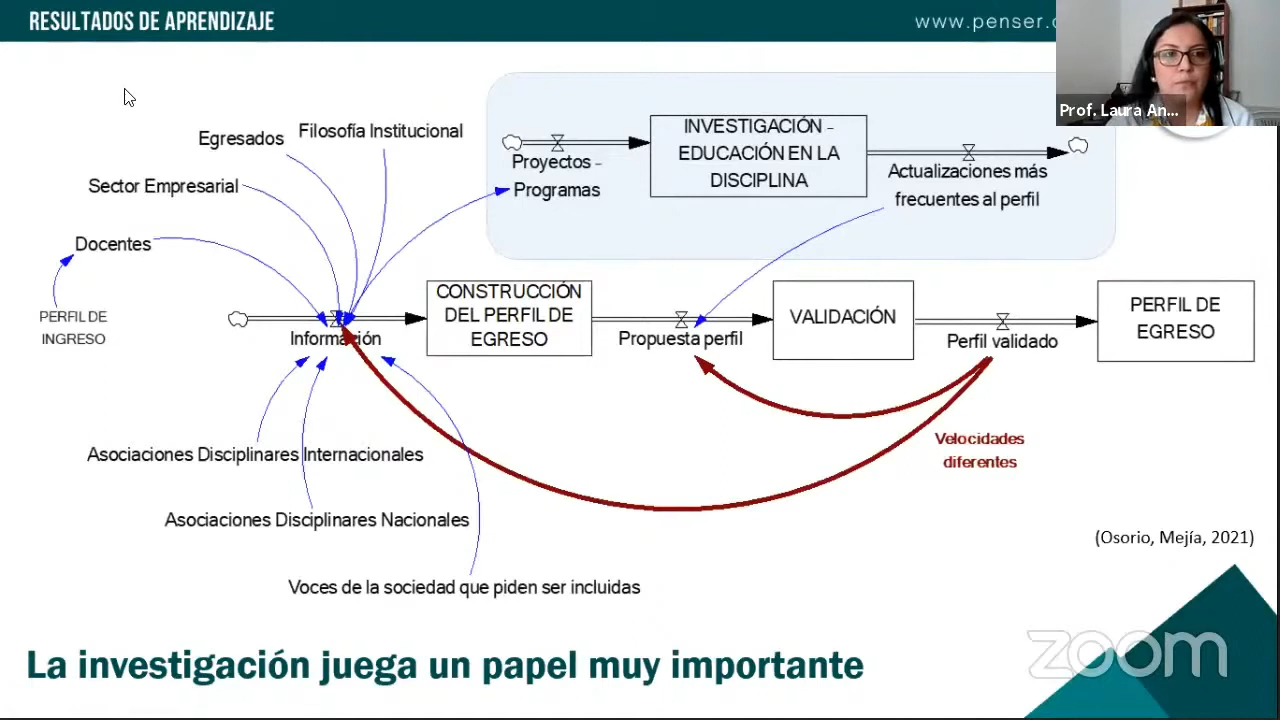 RESULTADOS DE APRENDIZAJE
www.penser.
Prof. Laura An...
Egresados
Filosofía Institucional
Sector Empresarial
Docentes
PERFIL DE
INGRESO
Proyectos –
Programas
INVESTIGACIÓN –
EDUCACIÓN EN LA
DISCIPLINA
Actualizaciones más
frecuentes al perfil
Información
CONSTRUCCIÓN
DEL PERFIL DE
EGRESO
Propuesta perfil
VALIDACIÓN
Perfil validado
PERFIL DE
EGRESO
Velocidades
diferentes
Asociaciones Disciplinares Internacionales
Asociaciones Disciplinares Nacionales
Voces de la sociedad que piden ser incluidas
(Osorio, Mejía, 2021)
La investigación juega un papel muy importante
zoom